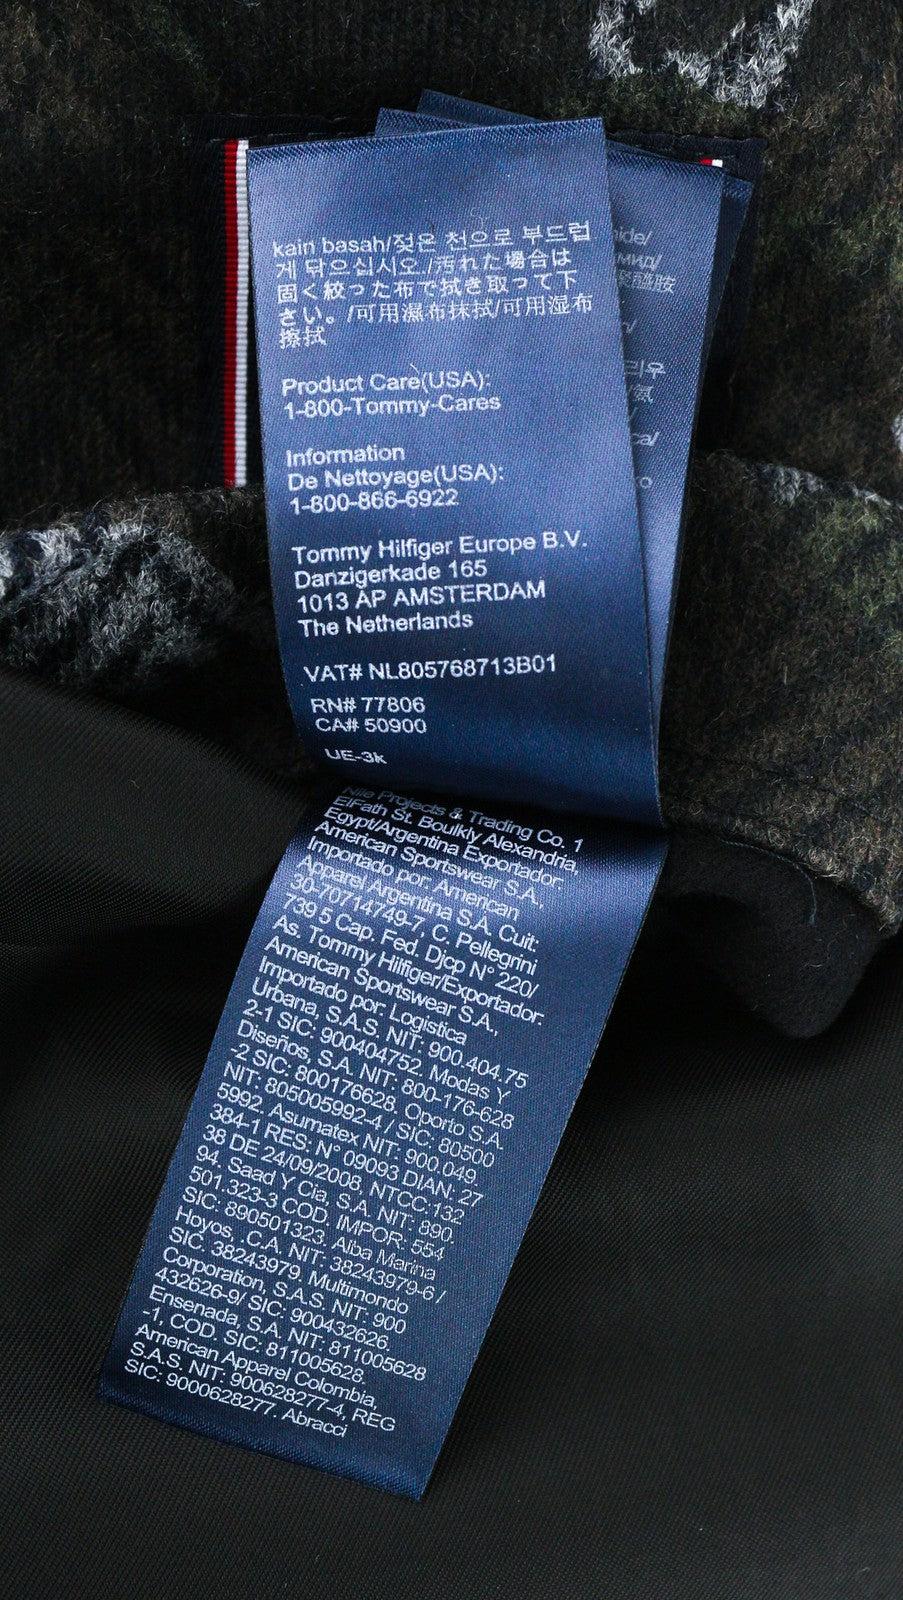 kain basah/젖은 천으로 부드럽
게 닦으십시오./汚れた場合は
固く絞った布で拭き取って下
さい。/可用濕布抹拭/可用湿布
擦拭
Product Care(USA):
1-800-Tommy-Cares
Information
De Nettoyage(USA):
1-800-866-6922
Tommy Hilfiger Europe B.V.
Danzigerkade 165
1013 AP AMSTERDAM
The Netherlands
VAT# NL805768713B01
RN# 77806
CA# 50900
UE-3k
Nile Projects & Trading Co. 1
ElFath St. Boulkly Alexandria,
Egypt/Argentina Exportador:
American Sportswear S.A.,
Importado por: American
Apparel Argentina S.A. Cuit:
30-70714749-7, C. Pellegrini
739 5 Cap. Fed. Djcp N° 220/
As. Tommy Hilfiger/Exportador:
American Sportswear S.A.,
Importado por: Logistica
Urbana, S.A.S. NIT: 900.404.75
2-1 SIC: 900404752. Modas Y
Diseños, S.A. NIT: 800-176-628
-2 SIC: 800176628. Oporto S.A.
NIT: 805005992-4 / SIC: 80500
5992. Asumatex NIT: 900.049.
384-1 RES: N° 09093 DIAN: 27
38 DE 24/09/2008, NTCC:132
94. Saad Y Cia, S.A. NIT: 890.
501.323-3 COD. IMPOR: 554,
SIC: 890501323. Alba Marina
Hoyos, . C.A. NIT: 38243979-6 /
SIC. 38243979. Multimondo
Corporation, S.A.S. NIT: 900
432626-9/ SIC: 900432626.
Ensenada, S.A. NIT: 811005628
-1, COD. SIC: 811005628.
American Apparel Colombia,
S.A.S. NIT: 900628277-4, REG
SIC: 9000628277. Abracci